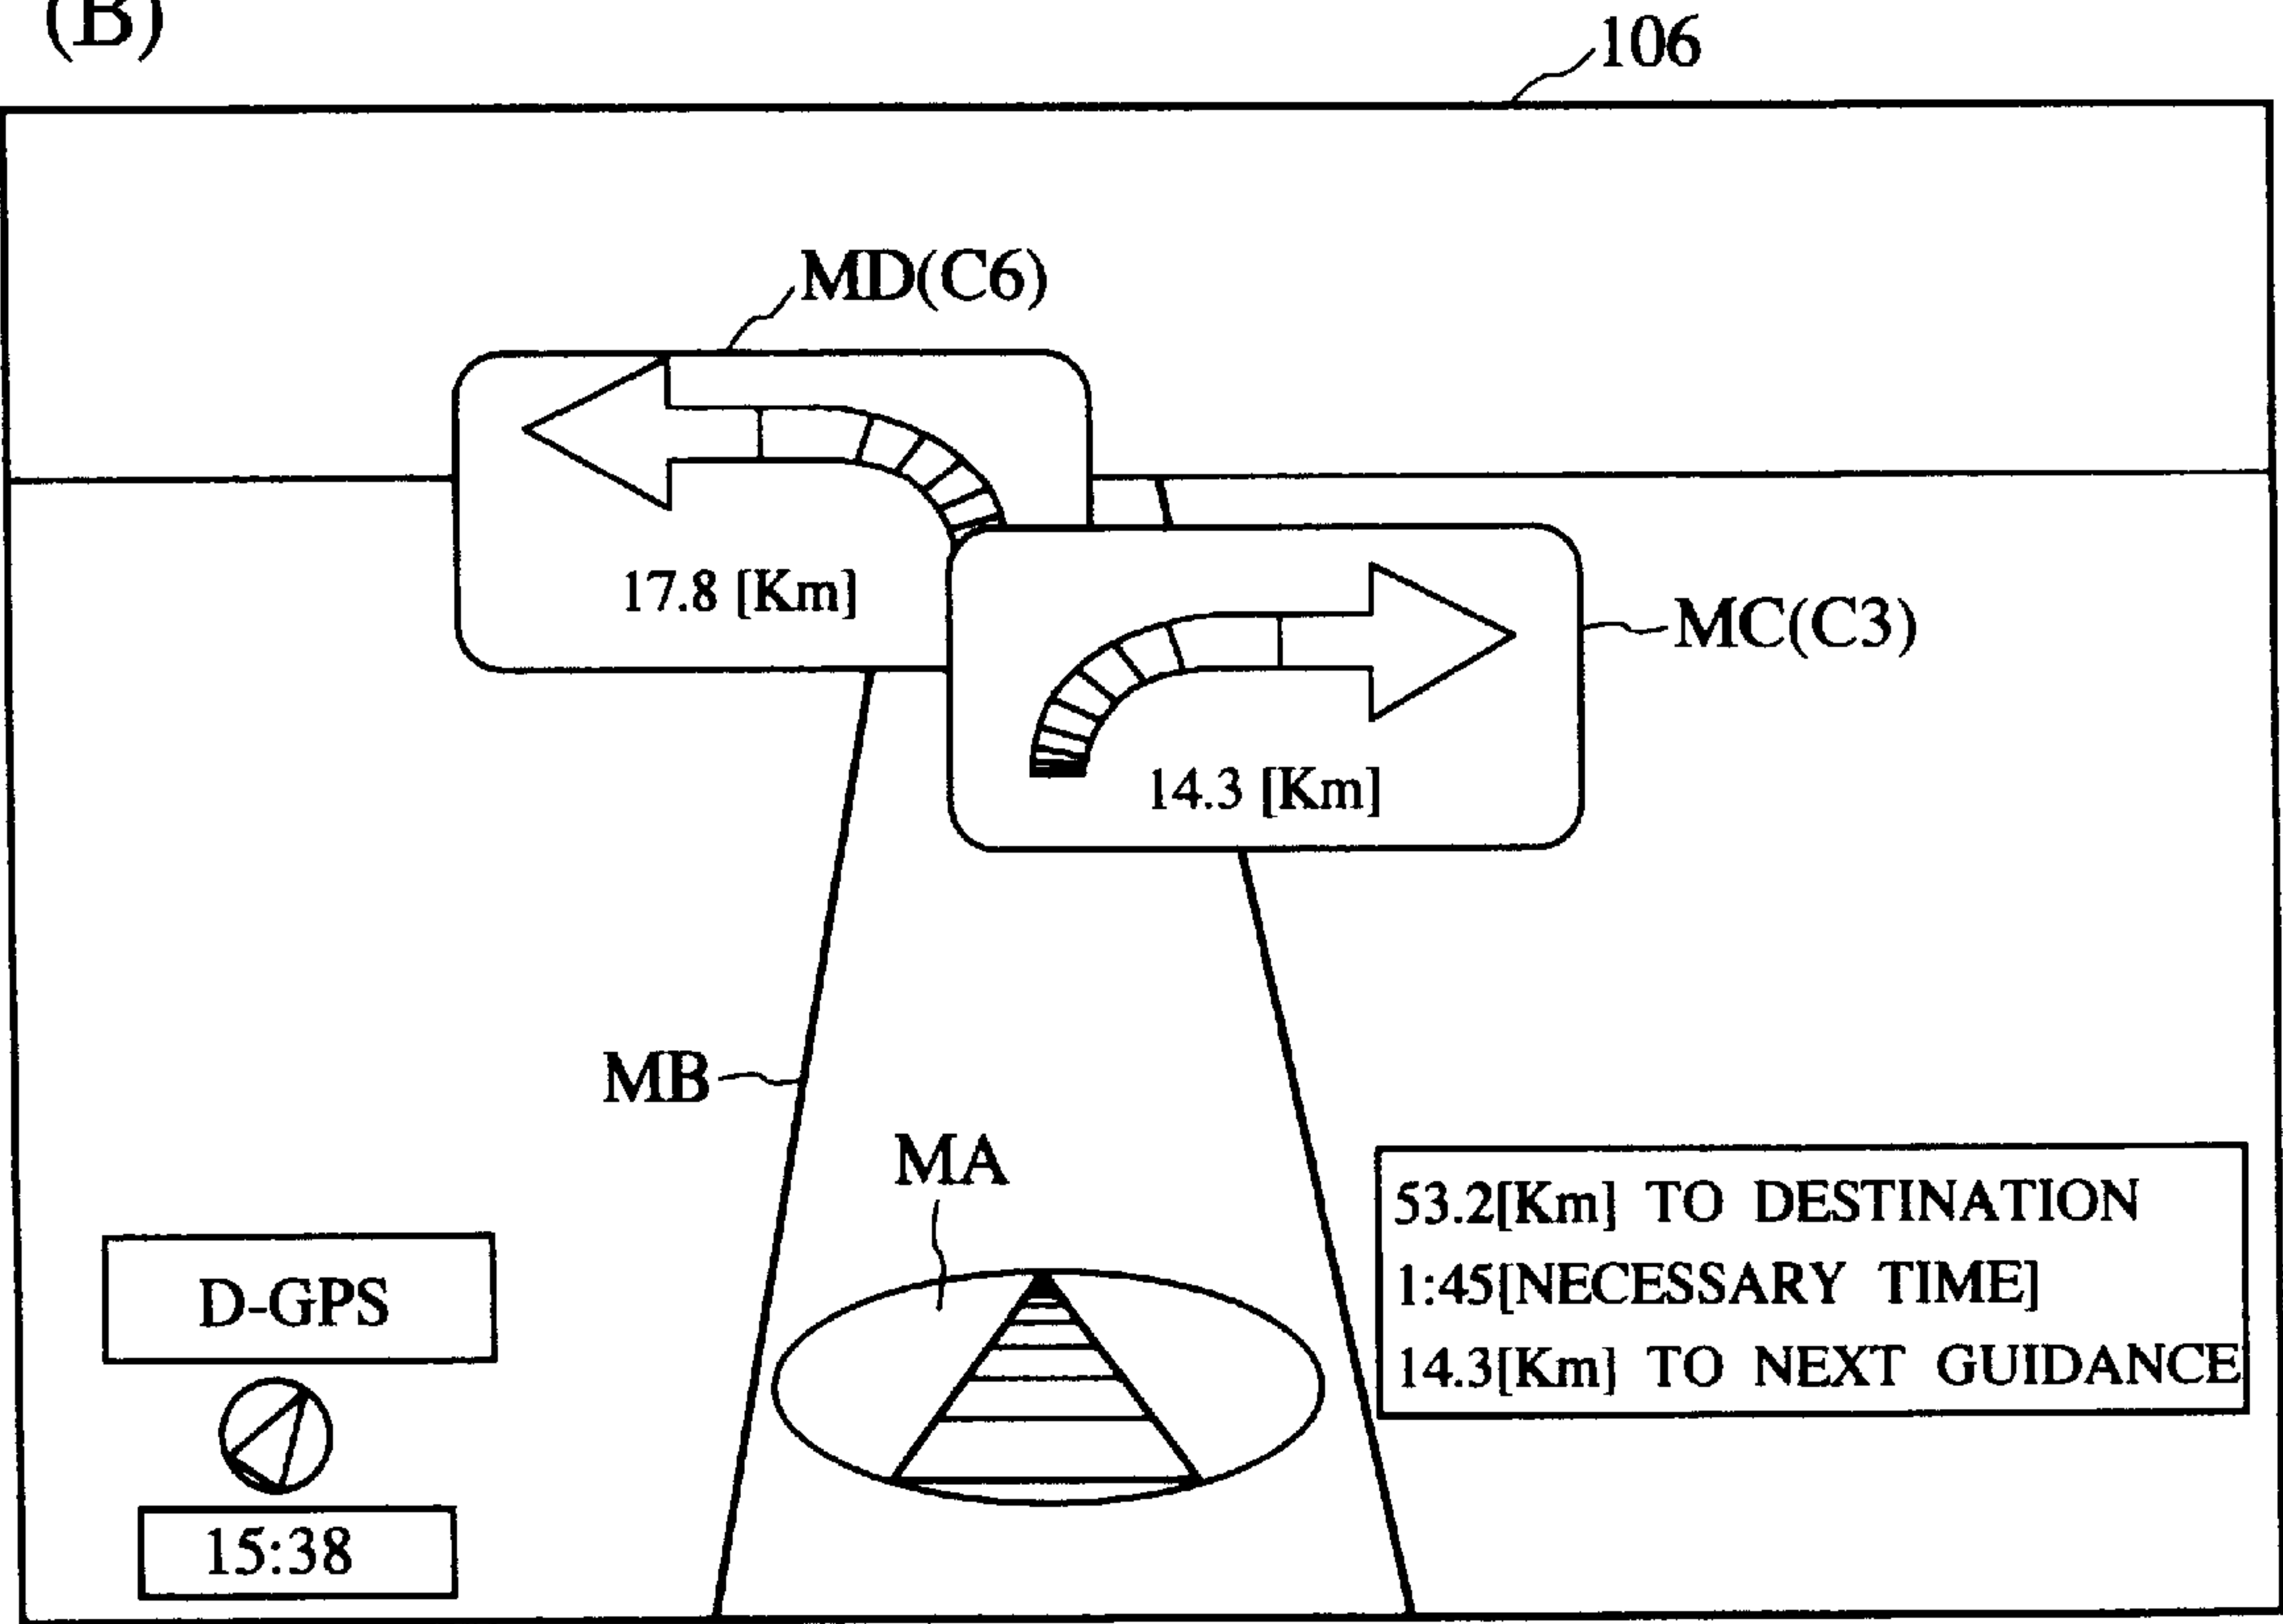 (B)
106
MD(C6)
17.8 [Km]
MC(C3)
14.3 [Km]
MB
MA
53.2[Km] TO DESTINATION
1:45[NECESSARY TIME]
14.3[Km] TO NEXT GUIDANCE
D-GPS
15:38